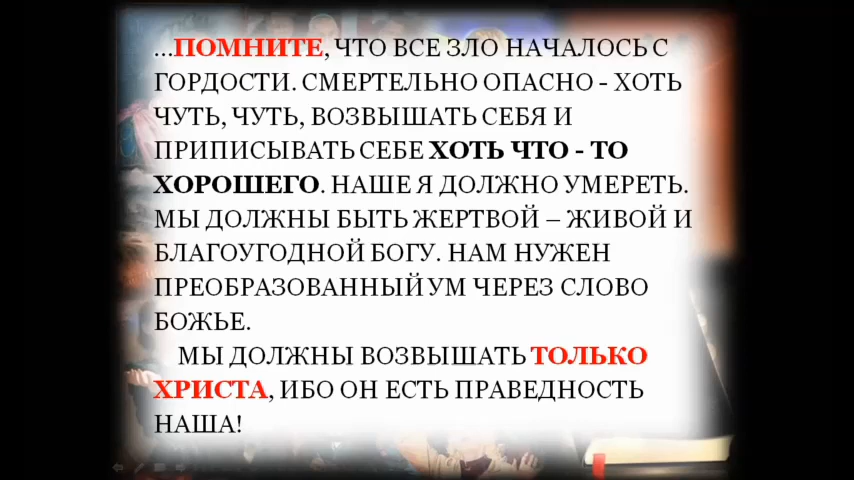 ...ПОМНИТЕ, ЧТО ВСЕ ЗЛО НАЧАЛОСЬ С
ГОРДОСТИ. СМЕРТЕЛЬНО ОПАСНО - ХОТЬ
ЧУТЬ, ЧУТЬ, ВОЗВЫШАТЬ СЕБЯ И
ПРИПИСЫВАТЬ СЕБЕ ХОТЬ ЧТО - ТО
ХОРОШЕГО. НАШЕ Я ДОЛЖНО УМЕРЕТЬ.
МЫ ДОЛЖНЫ БЫТЬ ЖЕРТВОЙ – ЖИВОЙ И
БЛАГОУГОДНОЙ БОГУ. НАМ НУЖЕН
ПРЕОБРАЗОВАННЫЙ УМ ЧЕРЕЗ СЛОВО
БОЖЬЕ.
МЫ ДОЛЖНЫ ВОЗВЫШАТЬ ТОЛЬКО
ХРИСТА, ИБО ОН ЕСТЬ ПРАВЕДНОСТЬ
НАША!